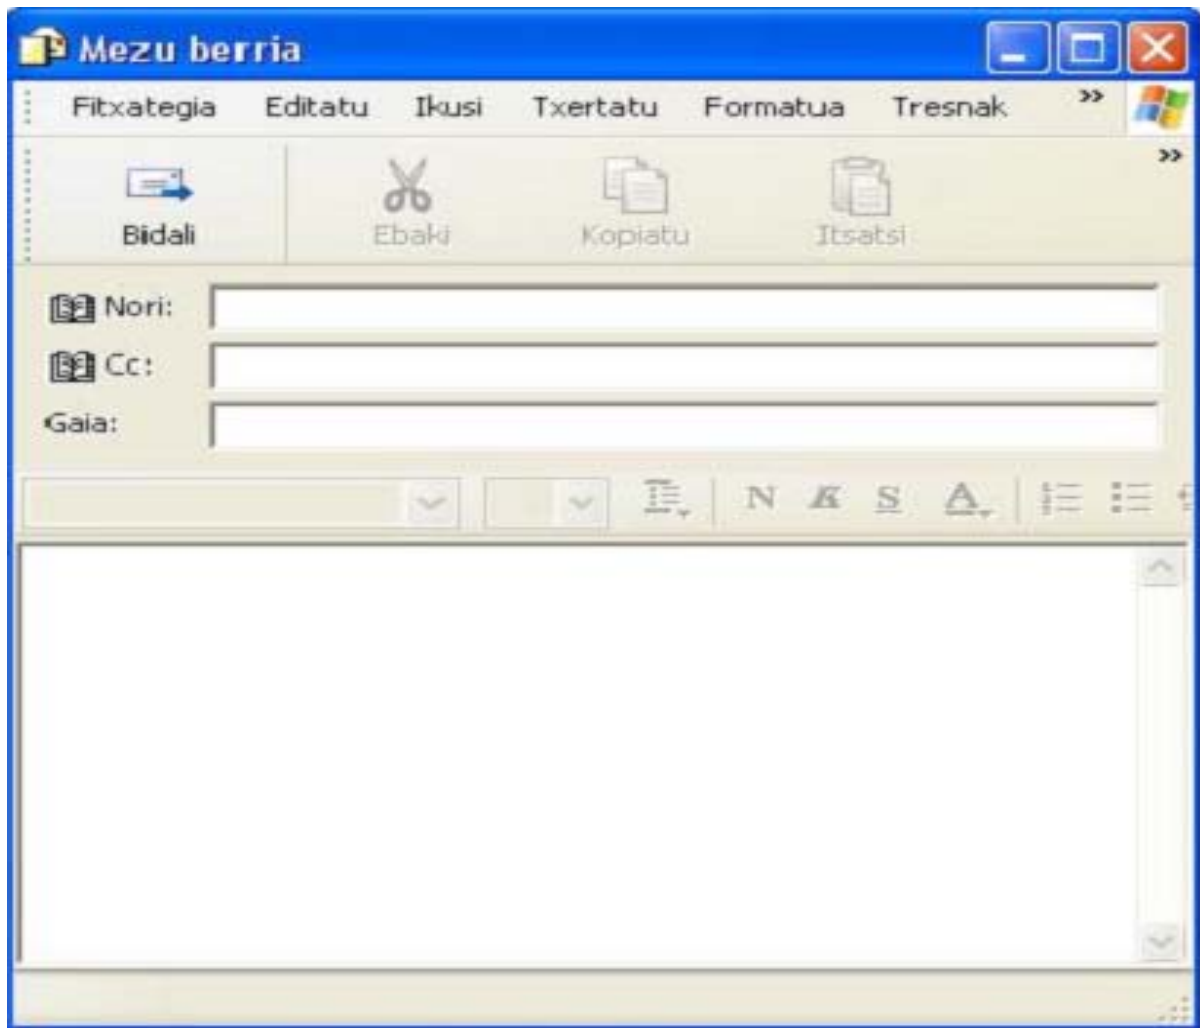 Mezu berria
Fitxategia Editatu Ikusi Txertatu Formatua Tresnak »
Bidali Ebaki Kopiatu Itsatsi »
Nori:
Cc:
Gaia:
N K S A